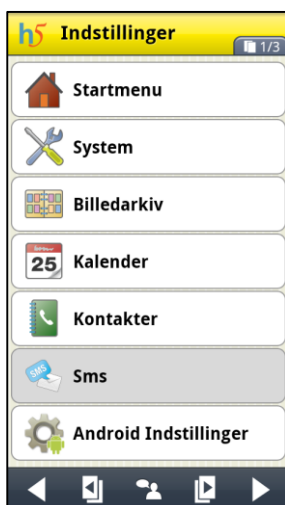 h5 Indstillinger
1/3
Startmenu
System
Billedarkiv
25 Kalender
Kontakter
SMS Sms
Android Indstillinger